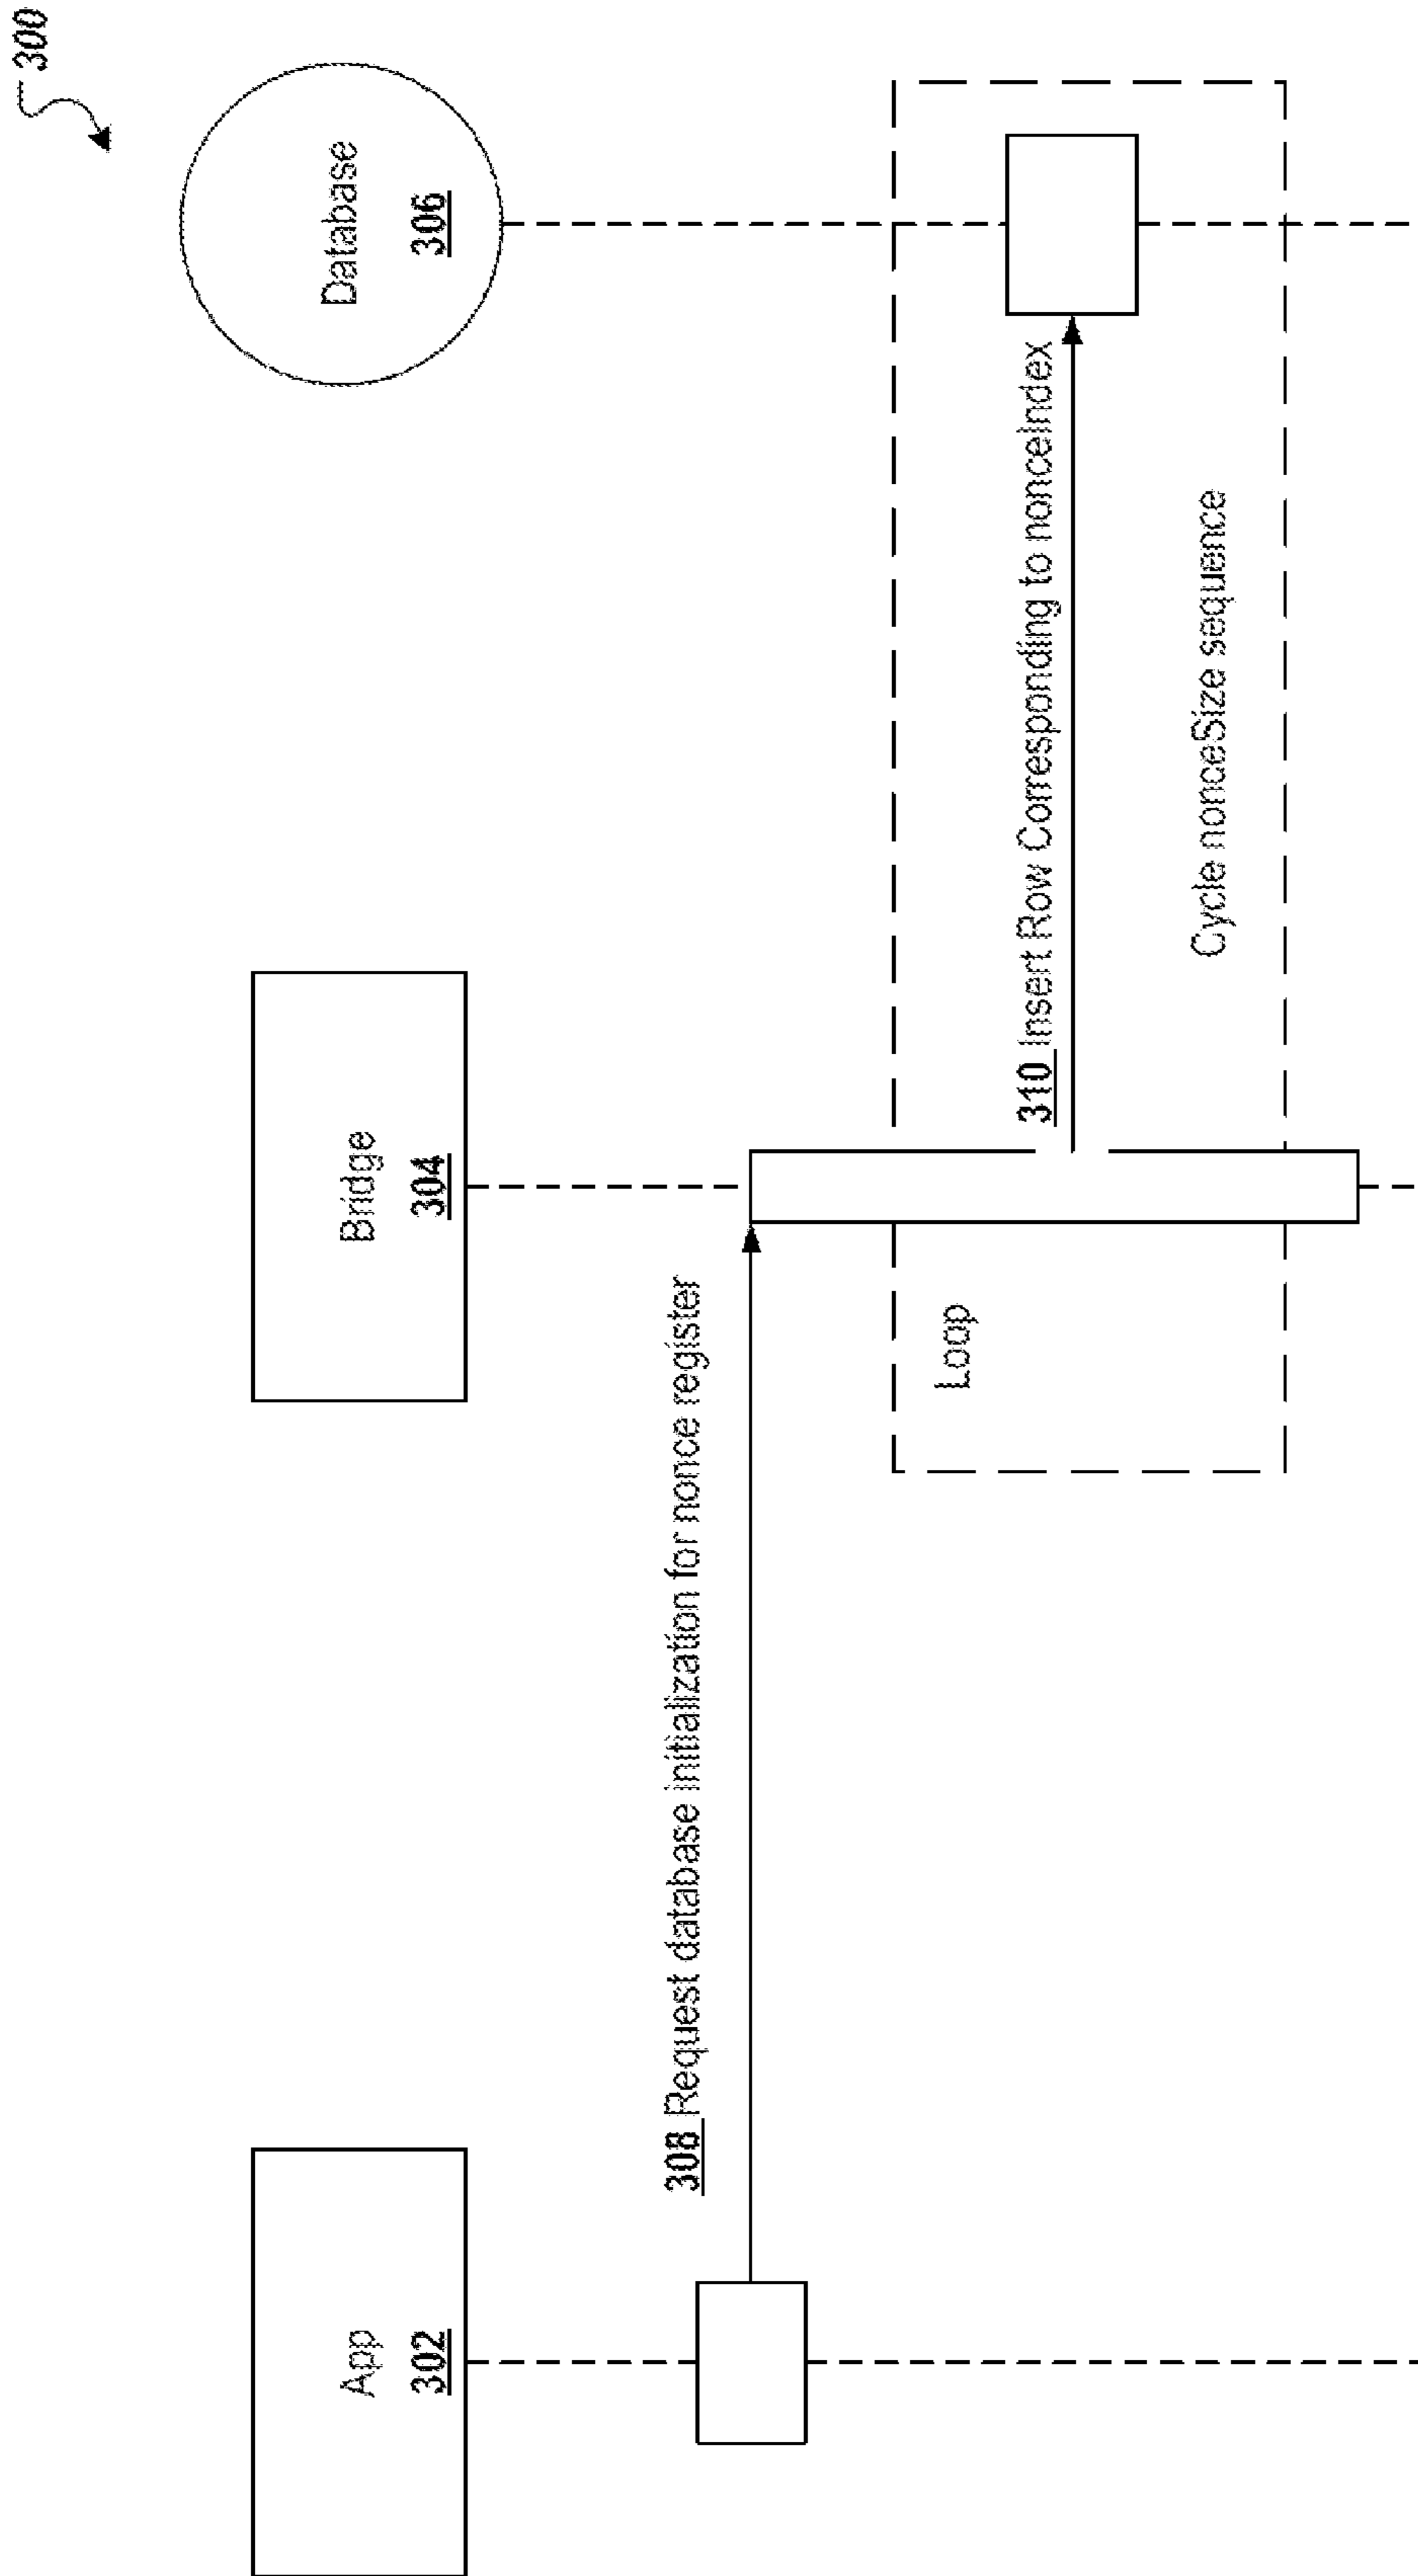 300
App
302
Bridge
304
Database
306
308 Request database initialization for nonce register
Loop
310 Insert Row Corresponding to nonceIndex
Cycle nonceSize sequence